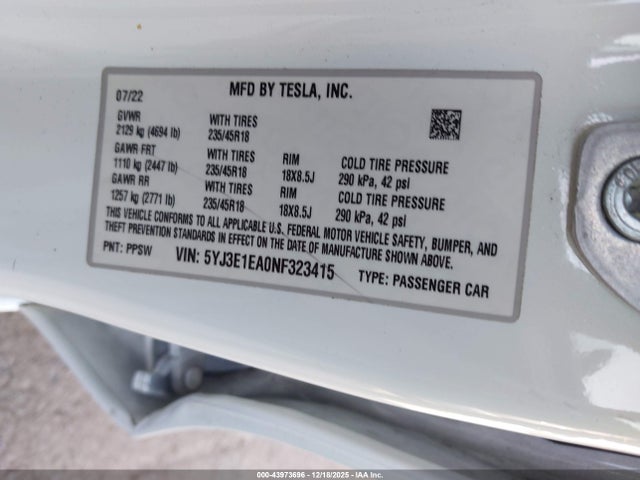 MFD BY TESLA, INC.
07/22
GVWR WITH TIRES
2129 kg (4694 lb) 235/45R18
GAWR FRT WITH TIRES RIM COLD TIRE PRESSURE
1110 kg (2447 lb) 235/45R18 18X8.5J 290 kPa, 42 psi
GAWR RR WITH TIRES RIM COLD TIRE PRESSURE
1257 kg (2771 lb) 235/45R18 18X8.5J 290 kPa, 42 psi
THIS VEHICLE CONFORMS TO ALL APPLICABLE U.S. FEDERAL MOTOR VEHICLE SAFETY, BUMPER, AND
THEFT PREVENTION STANDARDS IN EFFECT ON THE DATE OF MANUFACTURE SHOWN ABOVE.
PNT: PPSW VIN: 5YJ3E1EA0NF323415 TYPE: PASSENGER CAR
000-43973696 - 12/18/2025 - IAAC, Inc.